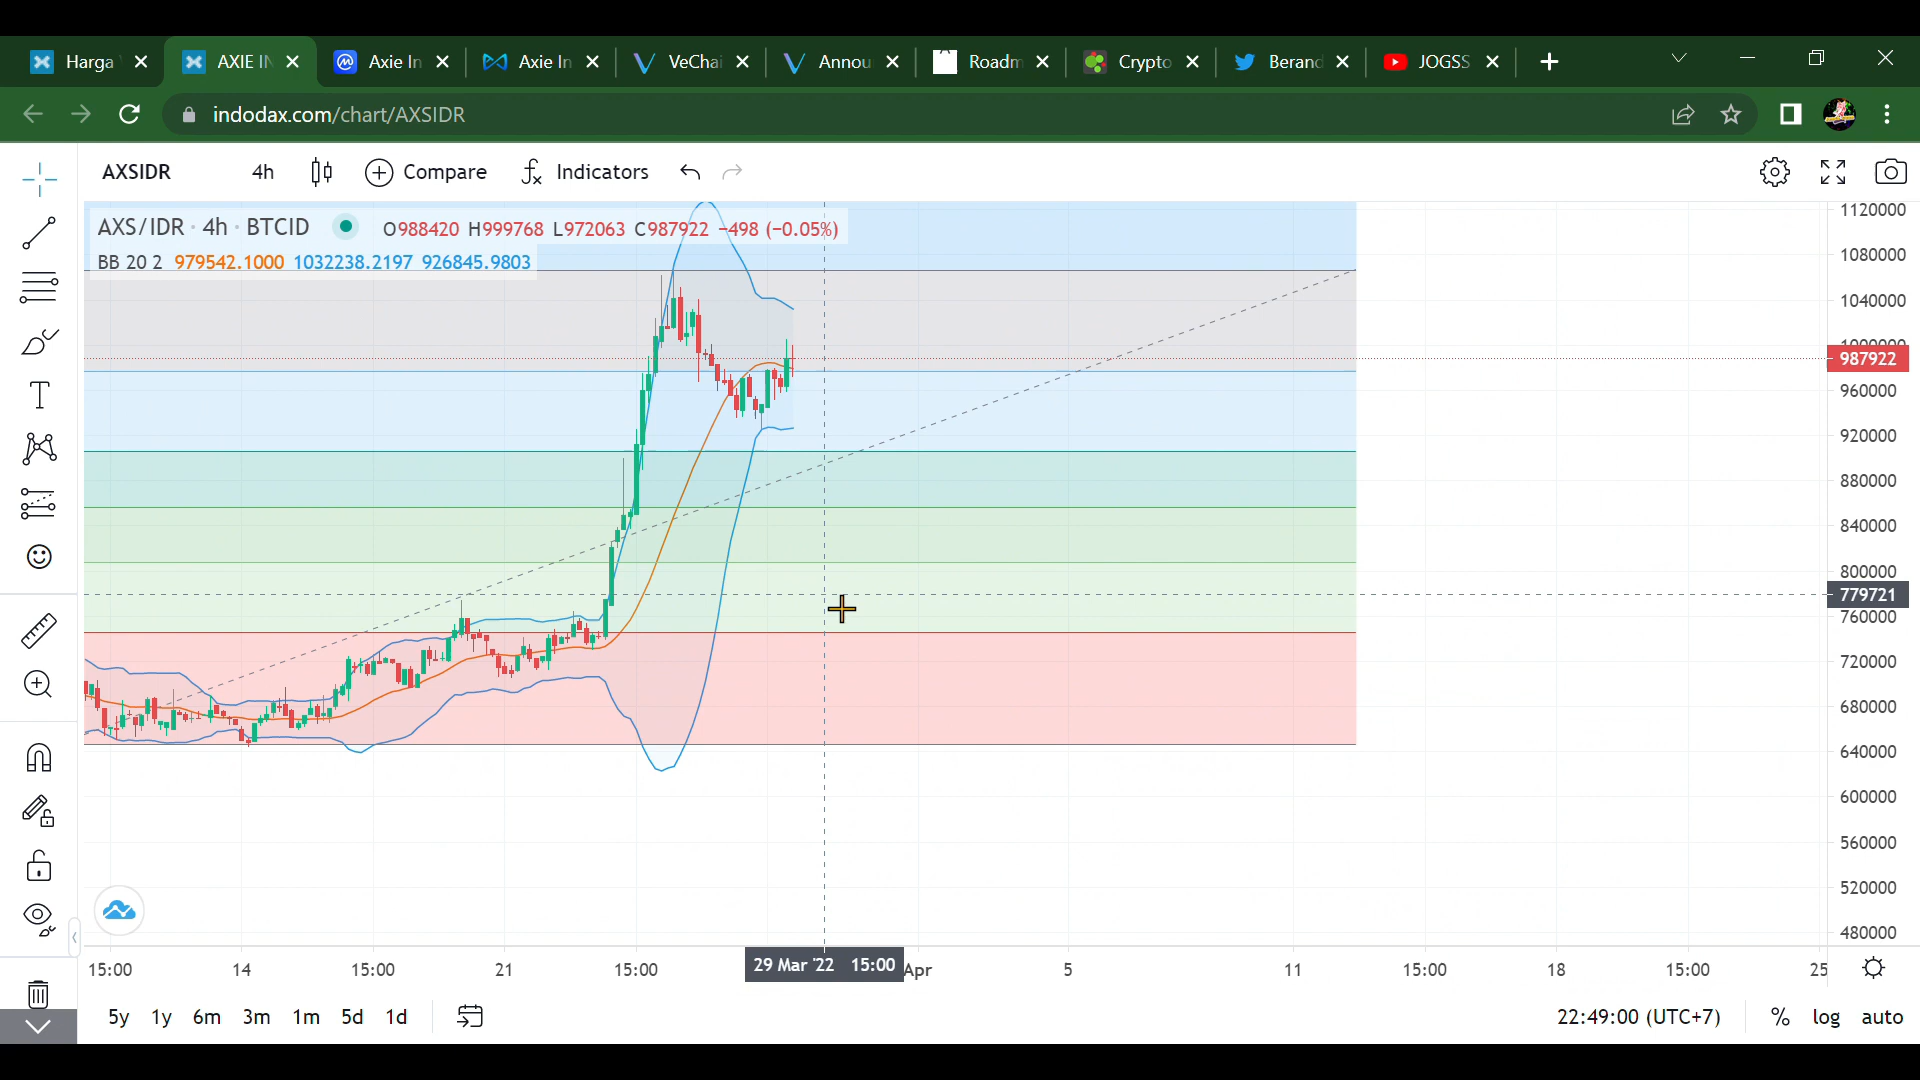 Harga
AXIE IN
Axie In
Axie In
VeChai
Annou
Roadm
Crypto
Berand
JOGSS
indodax.com/chart/AXSIDR
AXSIDR 4h Compare Indicators
AXS/IDR · 4h · BTCID O988420 H999768 L972063 C987922 −498 (−0.05%)
BB 20 2 979542.1000 1032238.2197 926845.9803
1120000
1080000
1040000
1000000
987922
960000
920000
880000
840000
800000
779721
760000
720000
680000
640000
600000
560000
520000
480000
15:00 14 15:00 21 15:00 29 Mar '22 15:00 Apr 5 11 15:00 18 15:00 25
5y 1y 6m 3m 1m 5d 1d 22:49:00 (UTC+7) % log auto